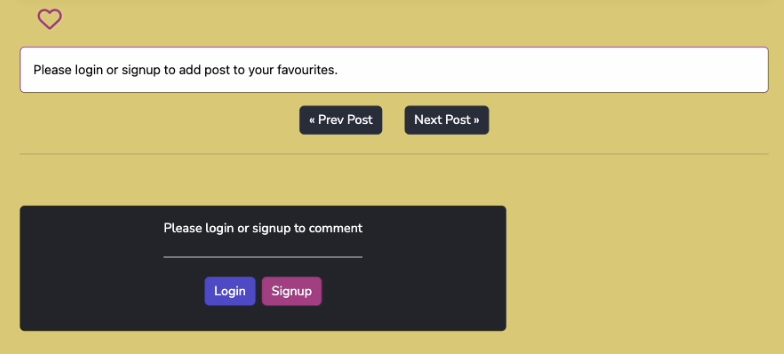 Please login or signup to add post to your favourites.
« Prev Post Next Post »
Please login or signup to comment
Login Signup